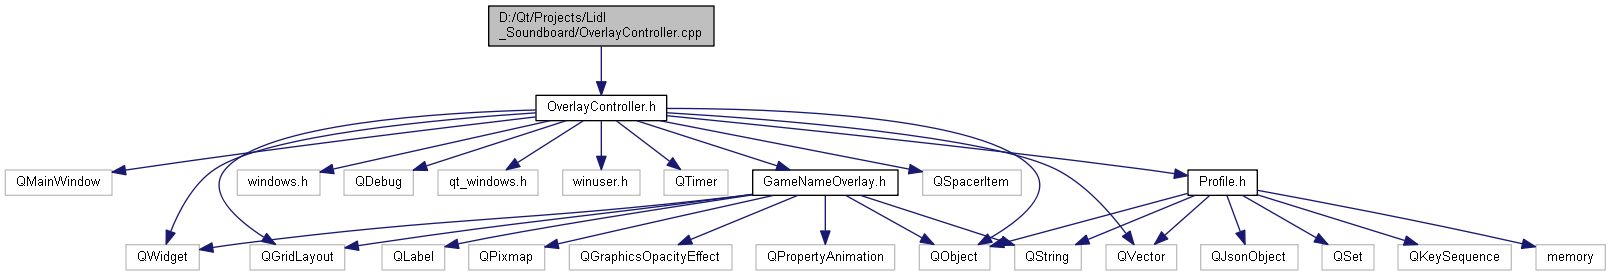 D:/Qt/Projects/Lidl
_Soundboard/OverlayController.cpp
OverlayController.h
QMainWindow
windows.h
QDebug
qt_windows.h
winuser.h
QTimer
GameNameOverlay.h
QSpacerItem
Profile.h
QWidget
QGridLayout
QLabel
QPixmap
QGraphicsOpacityEffect
QPropertyAnimation
QObject
QString
QVector
QJsonObject
QSet
QKeySequence
memory